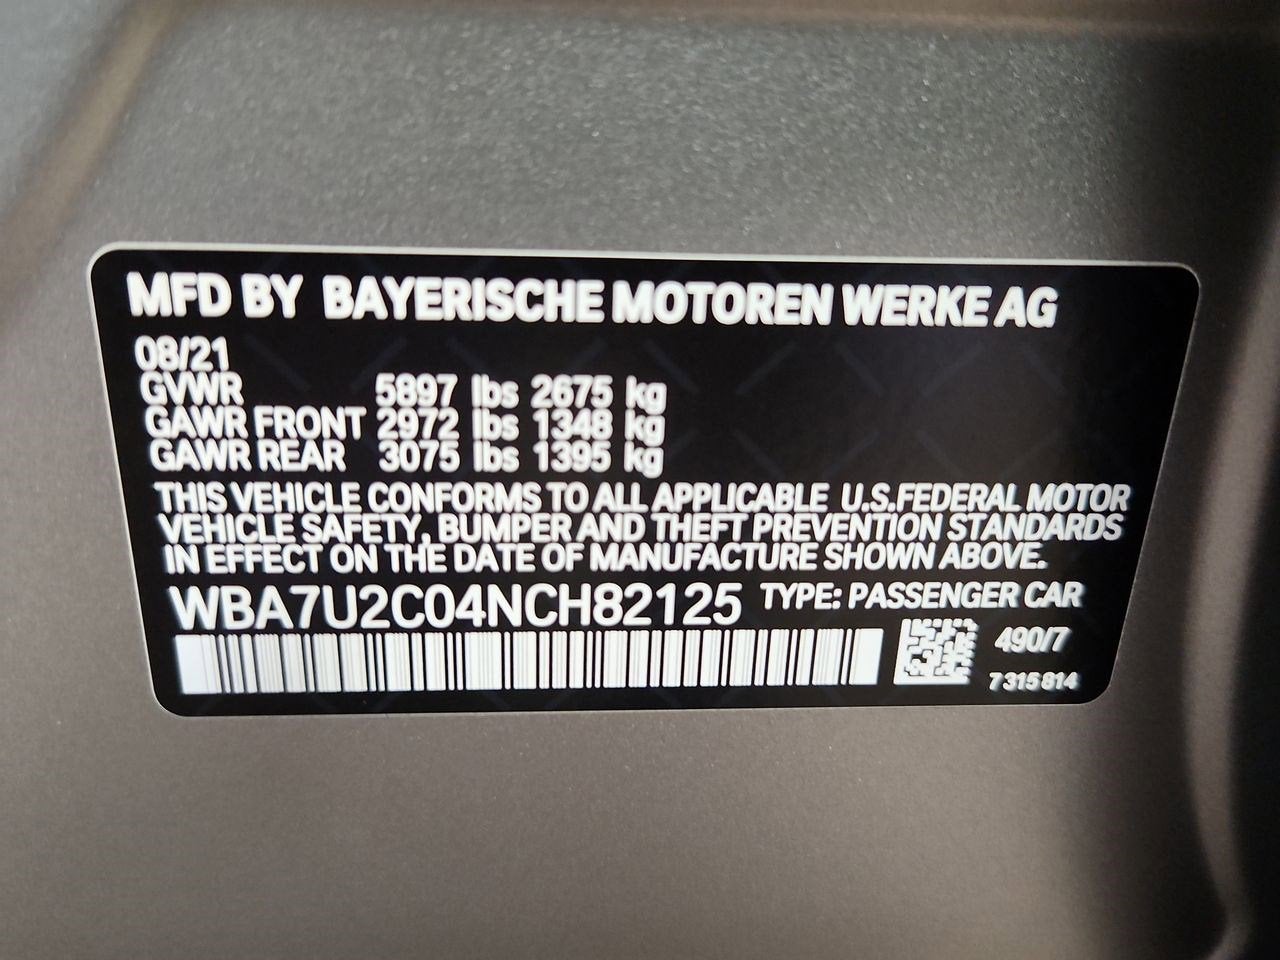 MFD BY BAYERISCHE MOTOREN WERKE AG
08/21
GVWR 5897 lbs 2675 kg
GAWR FRONT 2972 lbs 1348 kg
GAWR REAR 3075 lbs 1395 kg
THIS VEHICLE CONFORMS TO ALL APPLICABLE U.S.FEDERAL MOTOR
VEHICLE SAFETY, BUMPER AND THEFT PREVENTION STANDARDS
IN EFFECT ON THE DATE OF MANUFACTURE SHOWN ABOVE.
WBA7U2C04NCH82125 TYPE: PASSENGER CAR
490/7
7 315 814